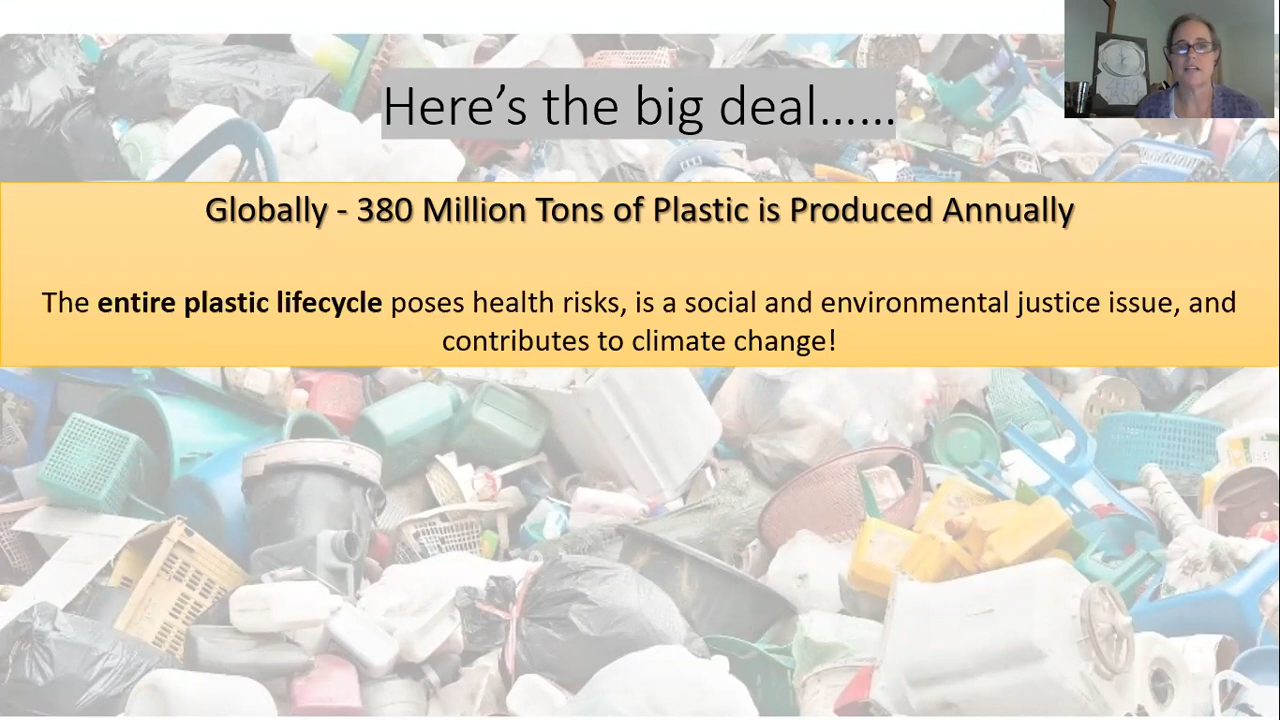 Here’s the big deal……
Globally - 380 Million Tons of Plastic is Produced Annually
The entire plastic lifecycle poses health risks, is a social and environmental justice issue, and
contributes to climate change!